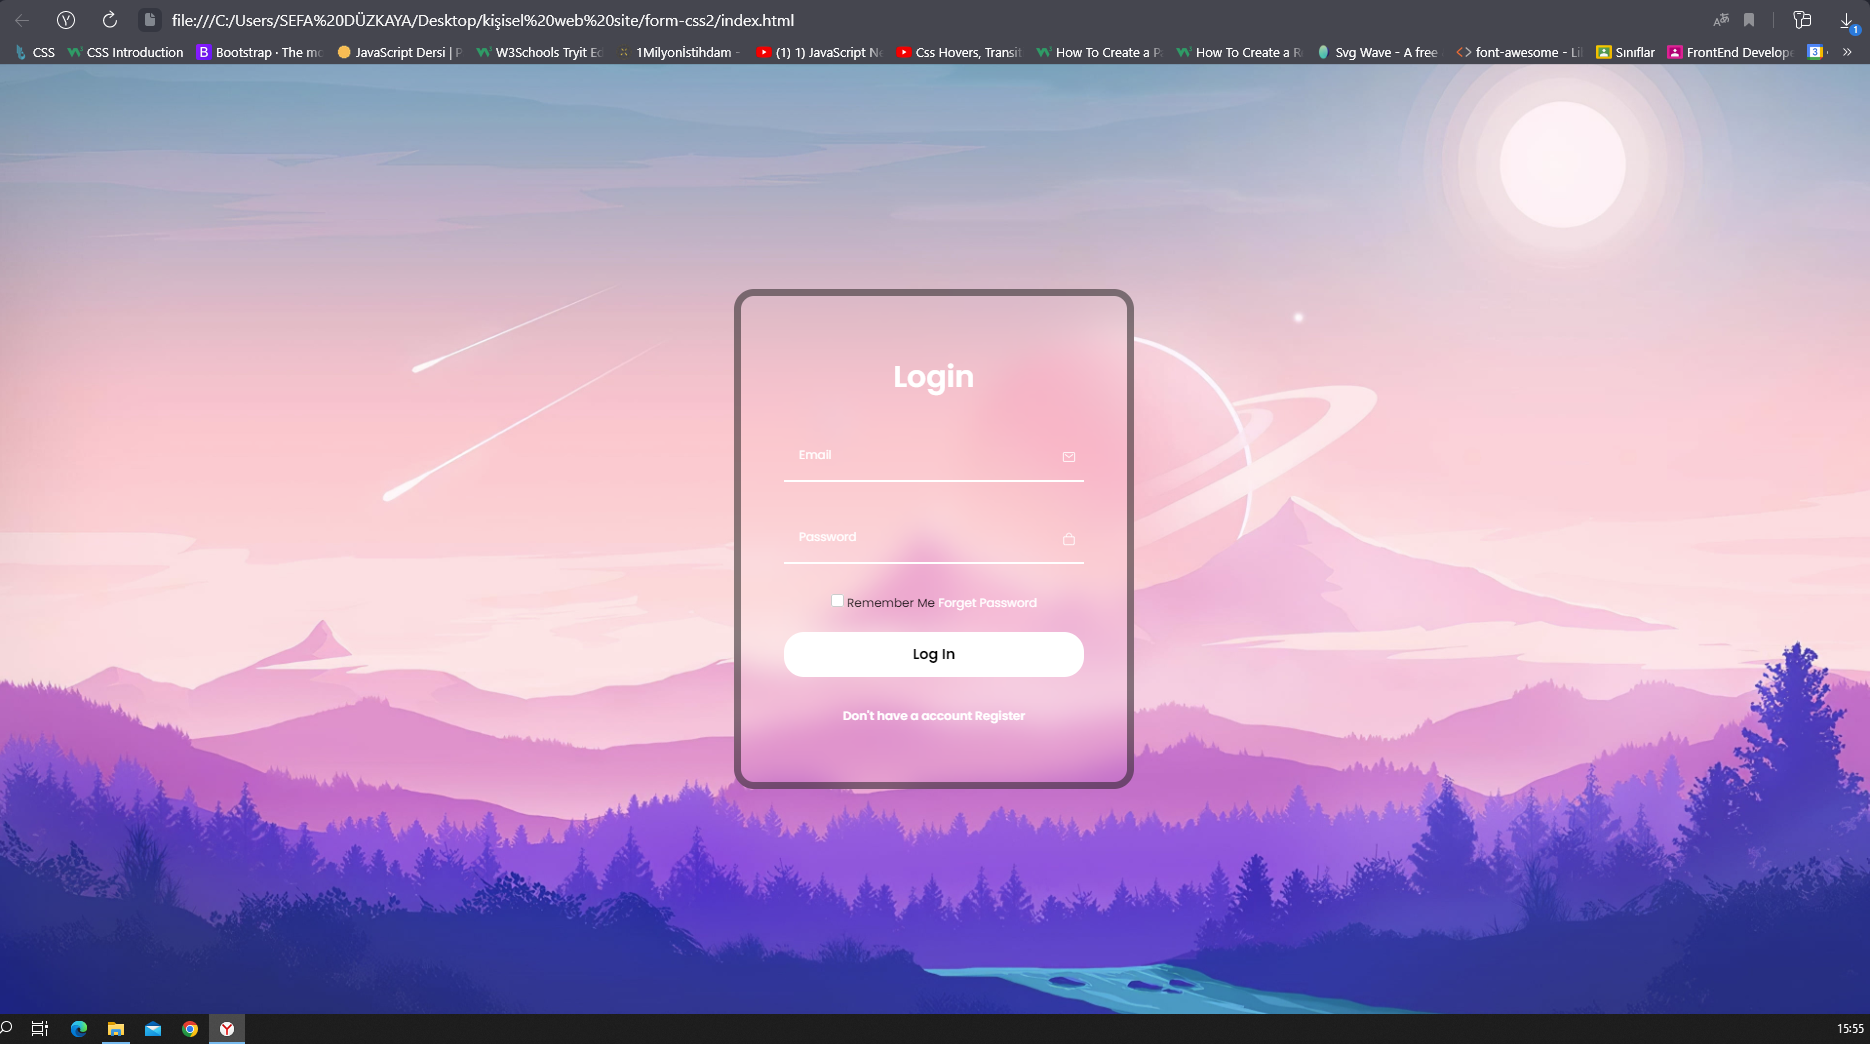 file:///C:/Users/SEFA%20DÜZKAYA/Desktop/kişisel%20web%20site/form-css2/index.html
CSS CSS Introduction Bootstrap · The mo JavaScript Dersi | P W3Schools Tryit Ed 1Milyonİstihdam - (1) 1) JavaScript Ne Css Hovers, Transit How To Create a Pa How To Create a R Svg Wave - A free font-awesome - Lil Sınıflar FrontEnd Develope
Login
Email
Password
Remember Me Forget Password
Log In
Don't have a account Register
15:55